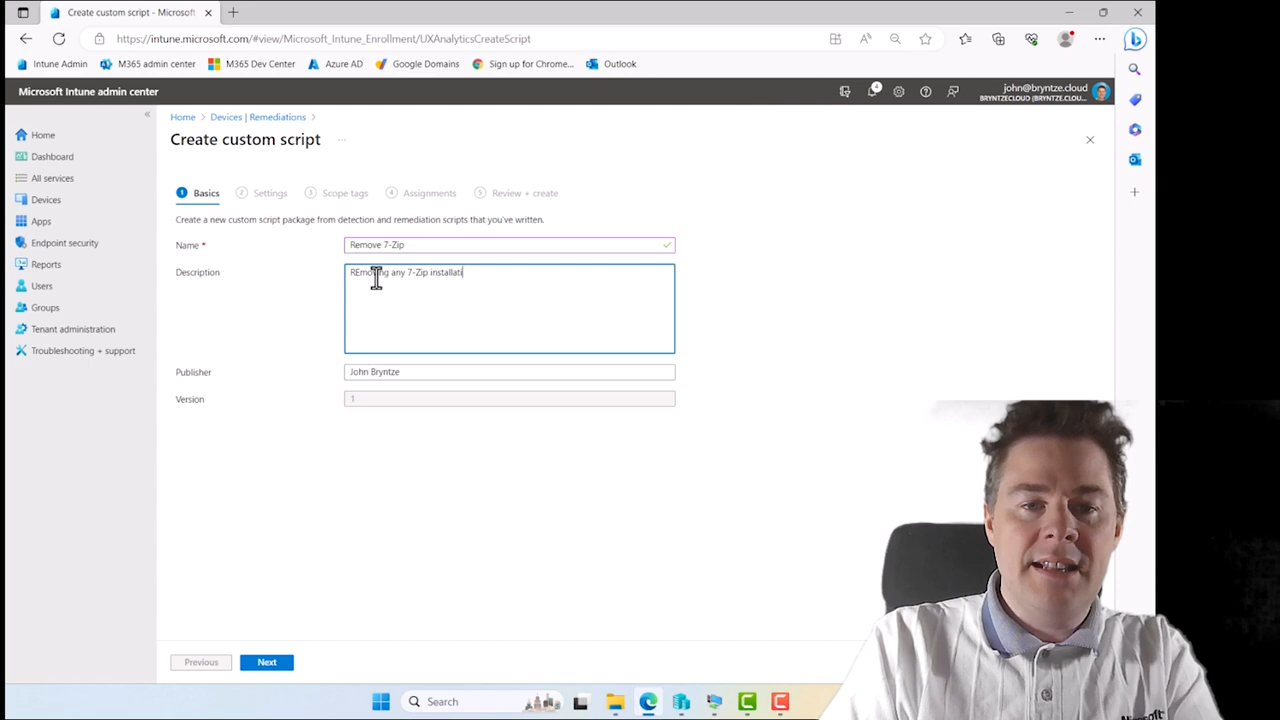 Create custom script - Microsoft
https://intune.microsoft.com/#view/Microsoft_Intune_Enrollment/UXAnalyticsCreateScript
Intune Admin
M365 admin center
M365 Dev Center
Azure AD
Google Domains
Sign up for Chrome...
Outlook
Microsoft Intune admin center
4
john@bryntze.cloud
BRYNTZECLOUD (BRYNTZE.CLOU...
Home > Devices | Remediations >
Create custom script ...
Home
Dashboard
All services
Devices
Apps
Endpoint security
Reports
Users
Groups
Tenant administration
Troubleshooting + support
1 Basics
2 Settings
3 Scope tags
4 Assignments
5 Review + create
Create a new custom script package from detection and remediation scripts that you've written.
Name * Remove 7-Zip
Description REmoving any 7-Zip installati
Publisher John Bryntze
Version 1
Previous
Next
Search
Microsoft